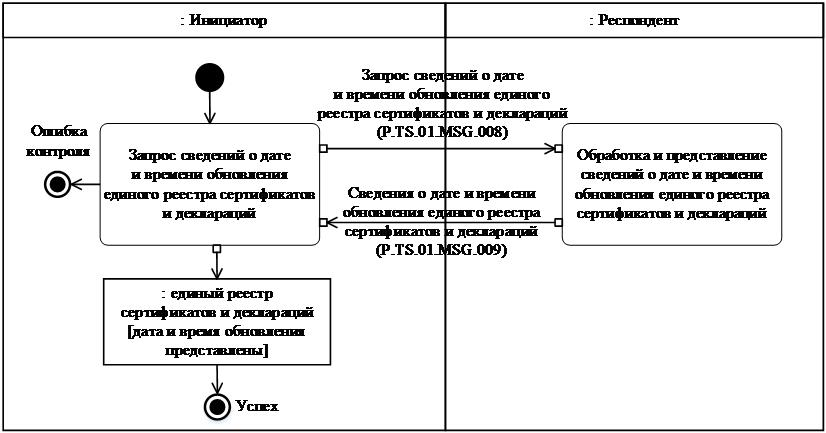 : Инициатор
: Респондент
Запрос сведений о дате
и времени обновления единого
реестра сертификатов и деклараций
(P.TS.01.MSG.008)
Ошибка
контроля
Запрос сведений о дате
и времени обновления
единого реестра сертификатов
и деклараций
Обработка и представление
сведений о дате и времени
обновления единого реестра
сертификатов и деклараций
Сведения о дате и времени
обновления единого реестра
сертификатов и деклараций
(P.TS.01.MSG.009)
: единый реестр
сертификатов и деклараций
[дата и время обновления
представлены]
Успех